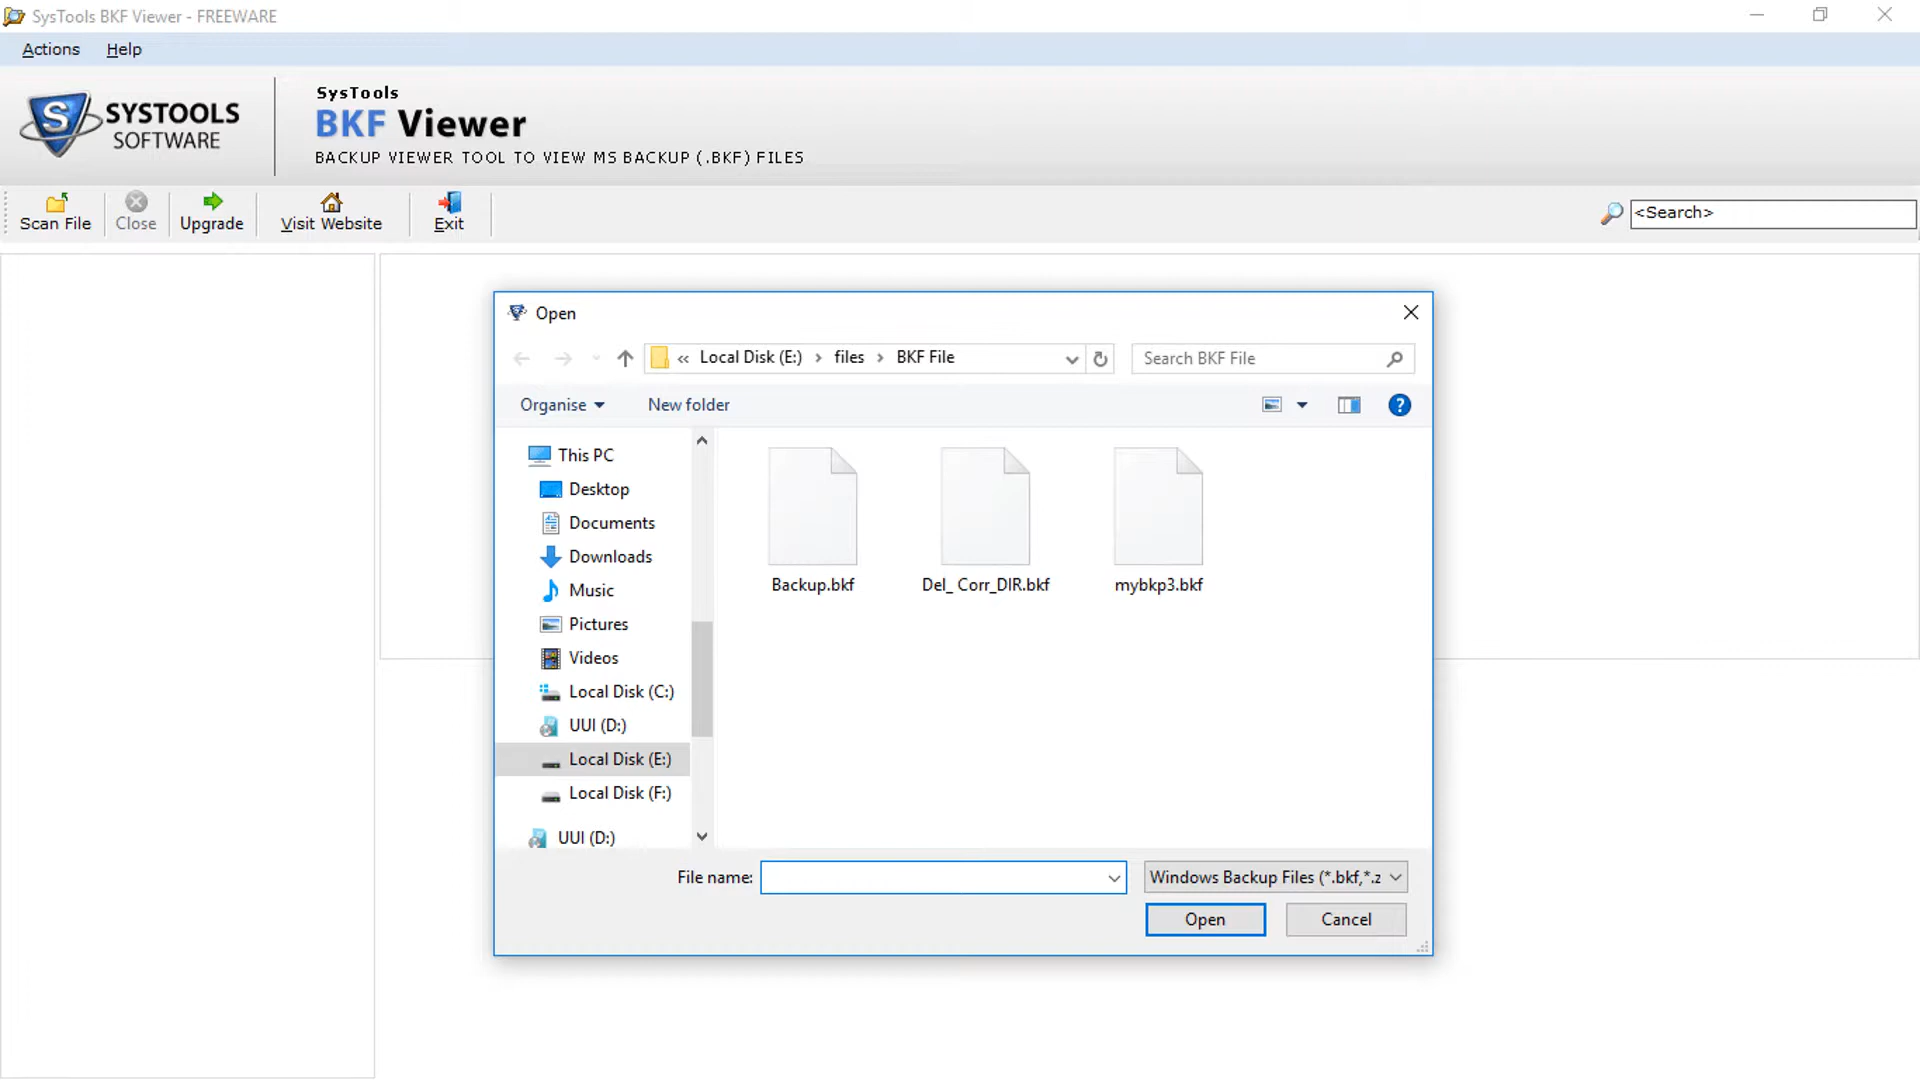 SysTools BKF Viewer - FREEWARE
Actions Help
SYSTOOLS
SOFTWARE
SysTools
BKF Viewer
BACKUP VIEWER TOOL TO VIEW MS BACKUP (.BKF) FILES
Scan File Close Upgrade Visit Website Exit <Search>
Open
« Local Disk (E:) › files › BKF File Search BKF File
Organise New folder
This PC
Desktop
Documents
Downloads
Music
Pictures
Videos
Local Disk (C:)
UUI (D:)
Local Disk (E:)
Local Disk (F:)
UUI (D:)
Backup.bkf Del_ Corr_DIR.bkf mybkp3.bkf
File name: Windows Backup Files (*.bkf,*.z
Open Cancel